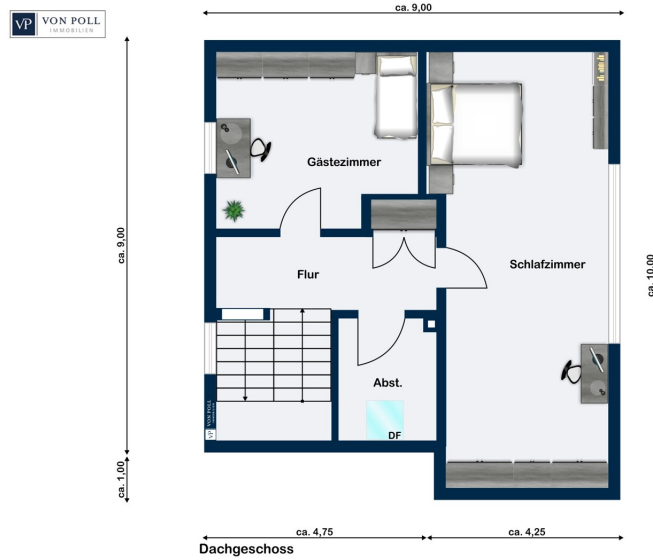 ca. 9,00
VP VON POLL
IMMOBILIEN
Gästezimmer
ca. 9,00
Schlafzimmer
ca. 10,00
Flur
Abst.
VP VON POLL
IMMOBILIEN
DF
ca. 1,00
ca. 4,75
ca. 4,25
Dachgeschoss